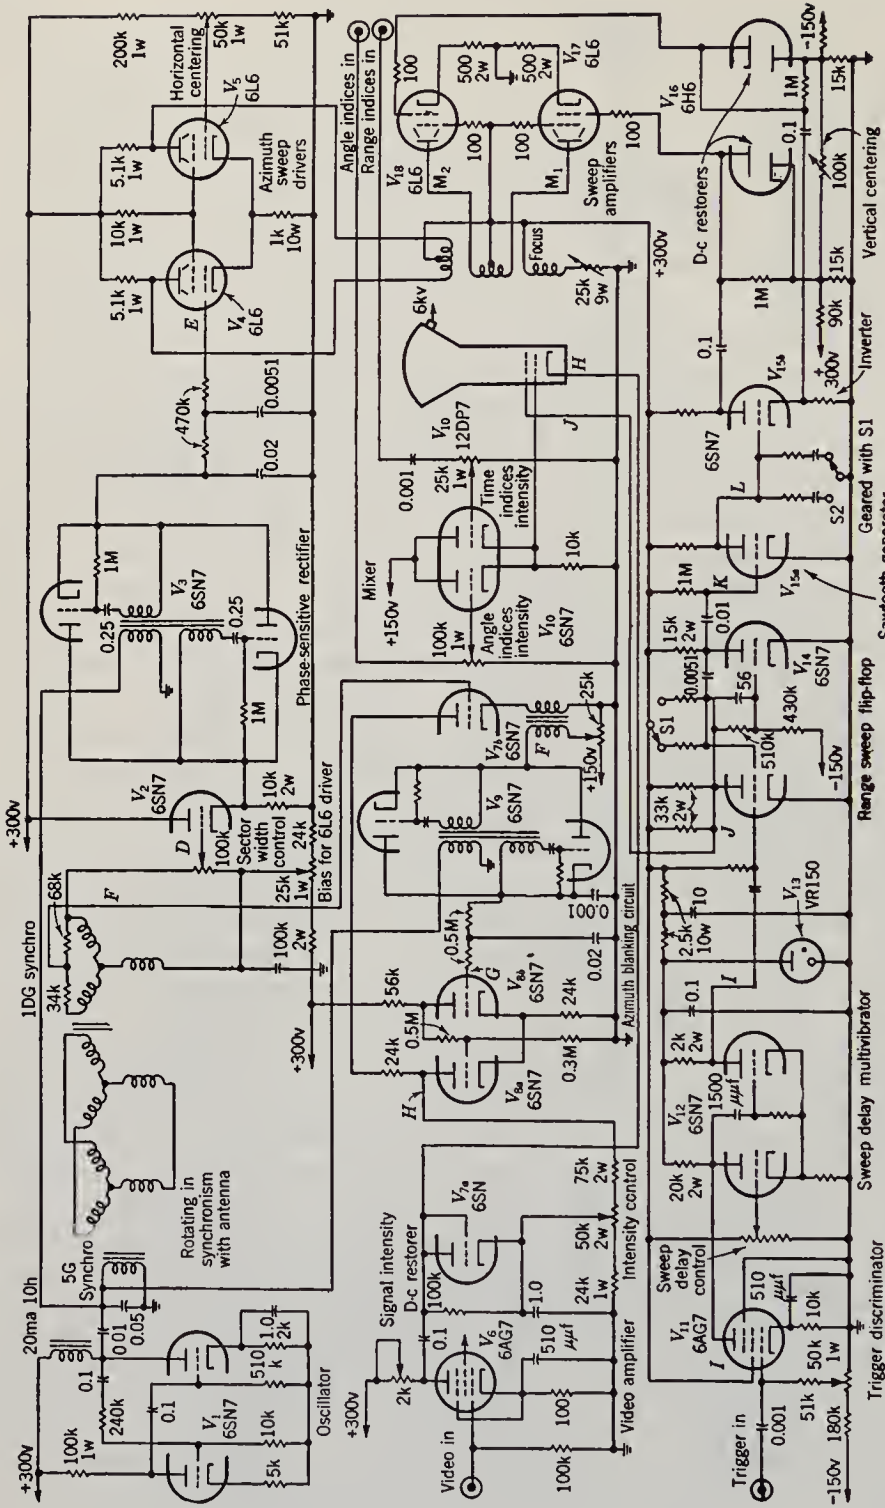 +300v
20ma 10h
5G
Synchro
1DG synchro
34k
68k
F
+300v
V2
6SN7
D
100k
Sector
width control
10k
2w
24k
25k
1w
Bias for 6L6 driver
100k
2w
+300v
0.25
1M
V3
6SN7
0.25
1M
Phase-sensitive rectifier
470k
0.02
0.0051
5.1k
1w
10k
1w
5.1k
1w
E
V4
6L6
V5
6L6
1k
10w
Azimuth
sweep
drivers
Horizontal
centering
200k
1w
50k
1w
51k
100k
1w
240k
0.1
0.01
0.05
0.1
V1
6SN7
1.0
2k
510
k
10k
5k
Oscillator
Rotating in
synchronism
with antenna
Angle indices in
Range indices in
+300v
Signal intensity
2k
Video in
V6
6AG7
0.1
100k
D-c restorer
V7a
6SN
1.0
510
μμf
100
100k
Video amplifier
24k
1w
50k
2w
75k
2w
Intensity control
H
24k
56k
0.5M
V8a
6SN7
V8b
6SN7
G
0.5M
0.3M
24k
0.02
0.001
Azimuth blanking circuit
V9
6SN7
V7b
6SN7
F
+150v
25k
Mixer
+150v
100k
1w
Angle
indices
intensity
V10
6SN7
25k
1w
Time
indices
intensity
10k
0.001
V10
12DP7
6kv
J
H
Focus
25k
9w
100
V18
6L6
M2
500
2w
500
2w
100
100
V17
6L6
M1
100
Sweep
amplifiers
Trigger in
0.001
51k
50k
1w
180k
-150v
Trigger discriminator
V11
6AG7
I
510
μμf
10k
Sweep
delay
control
20k
2w
V12
6SN7
2k
2w
1500
μμf
0.1
I
Sweep delay multivibrator
2.5k
10w
10
V13
VR150
33k
2w
J
S1
15k
2w
0.0051
56
510k
430k
-150v
V14
6SN7
Range sweep flip-flop
0.01
1M
K
V15a
L
S2
Geared with S1
6SN7
V15b
Inverter
0.1
+300v
1M
+
300v
90k
15k
D-c restorers
V16
6H6
0.1
1M
100k
Vertical centering
-150v
15k